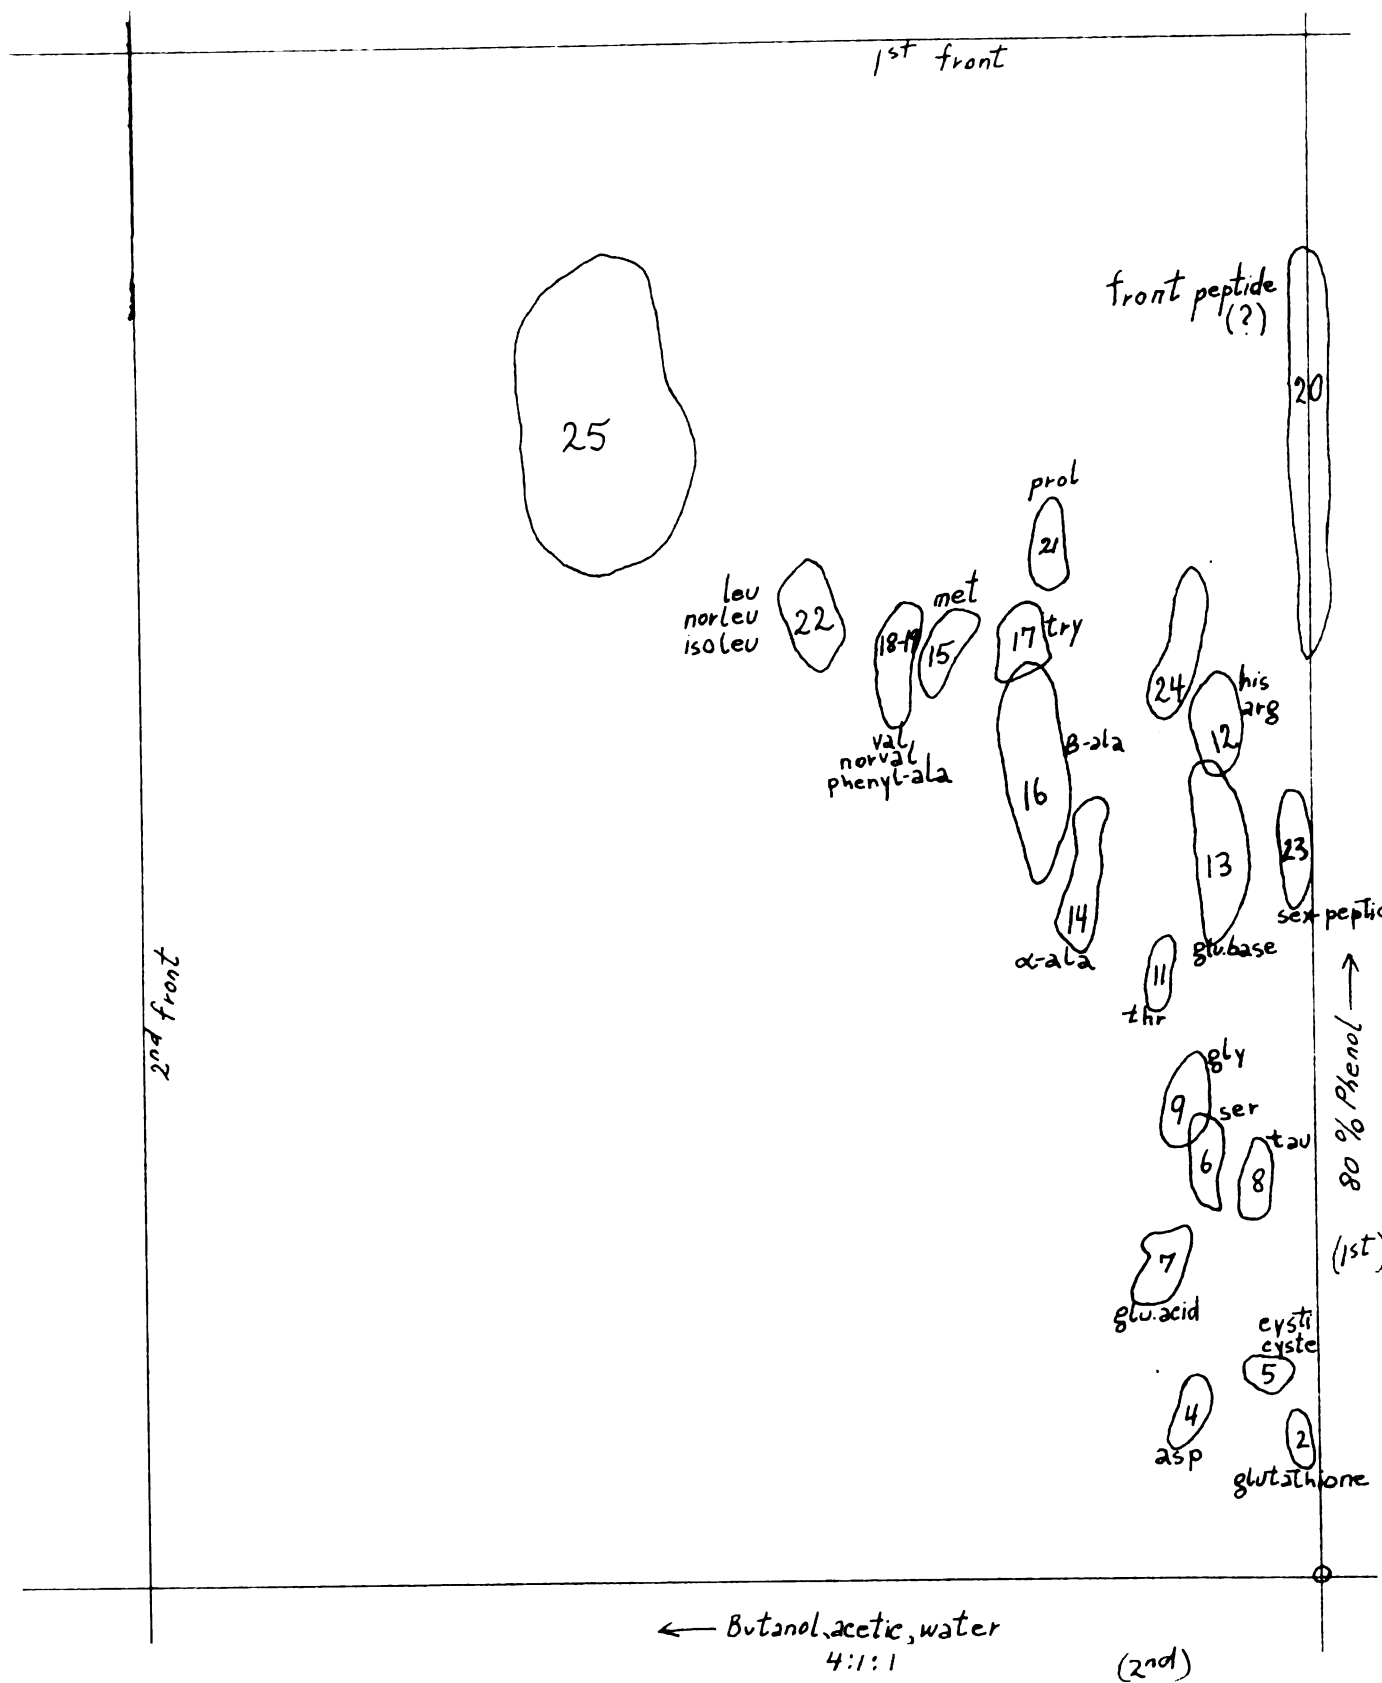 1st front
front peptide
(?)
20
25
prol
21
leu
norleu
isoleu
22
18-19
met
15
17
try
24
his
arg
12
val
norval
phenyl-ala
β-ala
16
13
23
sex peptid
14
α-ala
glu.base
11
thr
2nd front
80 % Phenol →
(1st)
gly
9
ser
6
tau
8
7
glu.acid
cysti
cyste
5
4
asp
2
glutathione
← Butanol, acetic, water
4:1:1
(2nd)